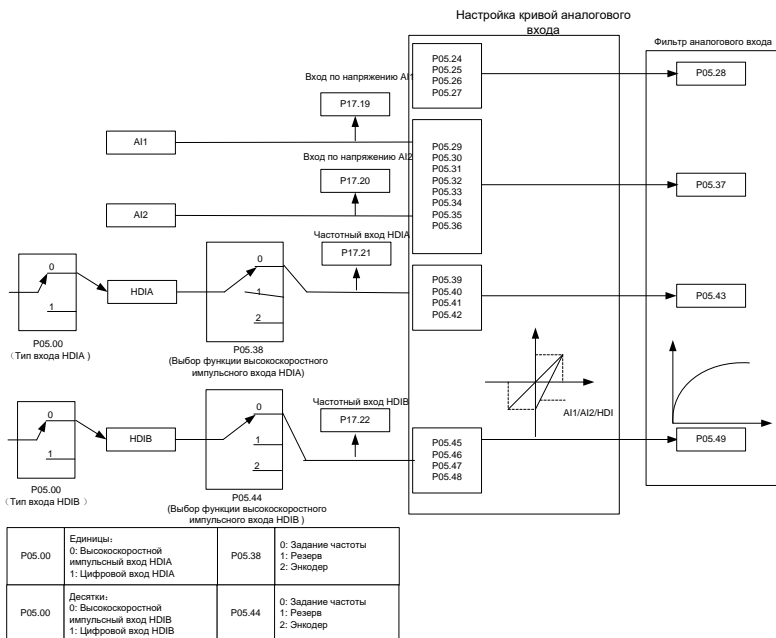 Настройка кривой аналогового
входа
Фильтр аналогового входа
P05.24
P05.25
P05.26
P05.27
P05.28
Вход по напряжению AI1
P17.19
AI1
P05.29
P05.30
P05.31
P05.32
P05.33
P05.34
P05.35
P05.36
P05.37
Вход по напряжению AI2
P17.20
AI2
Частотный вход HDIA
P17.21
0
1
HDIA
0
1
2
P05.39
P05.40
P05.41
P05.42
P05.43
P05.00
(Тип входа HDIA )
P05.38
(Выбор функции высокоскоростного
импульсного входа HDIA)
AI1/AI2/HDI
Частотный вход HDIB
P17.22
0
1
HDIB
0
1
2
P05.45
P05.46
P05.47
P05.48
P05.49
P05.00
(Тип входа HDIB )
P05.44
(Выбор функции высокоскоростного
импульсного входа HDIB )
P05.00
Единицы:
0: Высокоскоростной
импульсный вход HDIA
1: Цифровой вход HDIA
P05.38
0: Задание частоты
1: Резерв
2: Энкодер
P05.00
Десятки:
0: Высокоскоростной
импульсный вход HDIB
1: Цифровой вход HDIB
P05.44
0: Задание частоты
1: Резерв
2: Энкодер